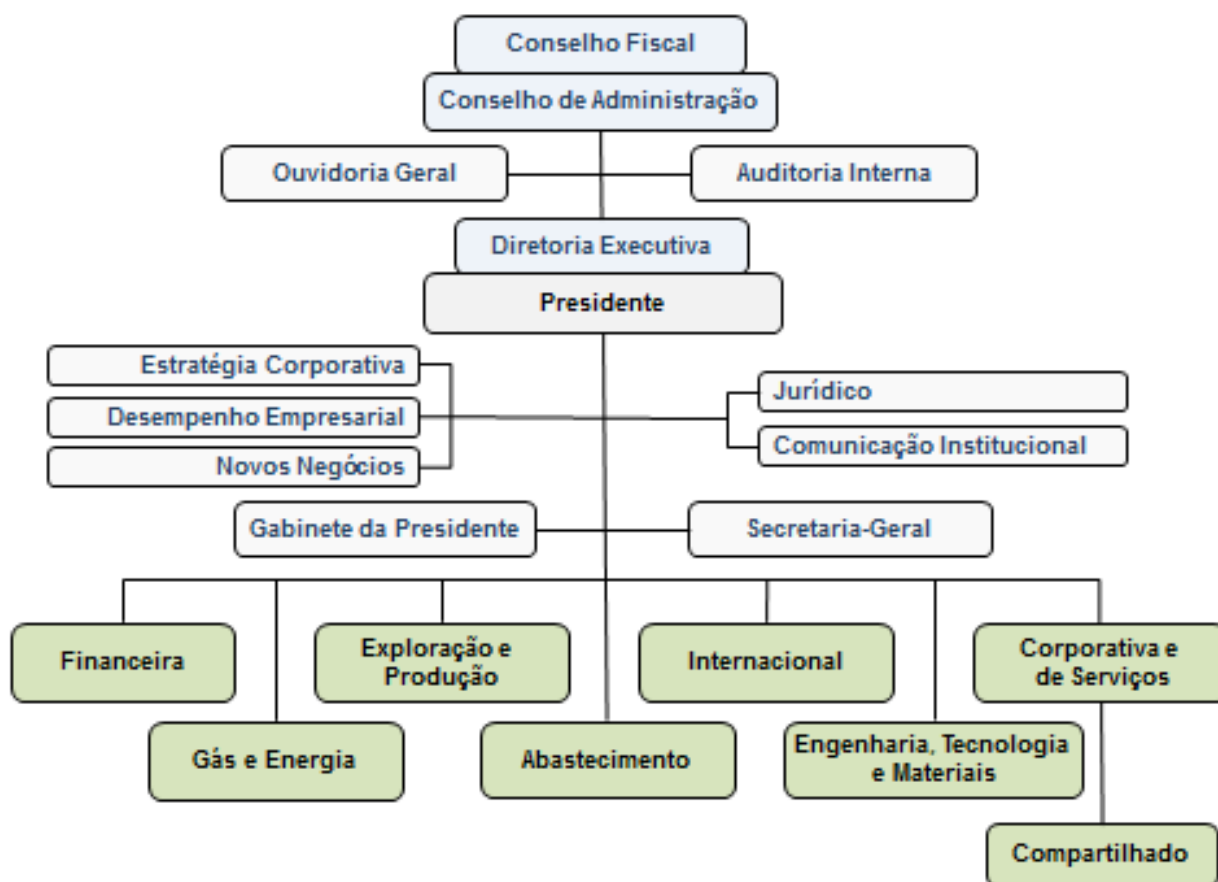 Conselho Fiscal
Conselho de Administração
Ouvidoria Geral
Auditoria Interna
Diretoria Executiva
Presidente
Estratégia Corporativa
Desempenho Empresarial
Novos Negócios
Jurídico
Comunicação Institucional
Gabinete da Presidente
Secretaria-Geral
Financeira
Exploração e
Produção
Internacional
Corporativa e
de Serviços
Gás e Energia
Abastecimento
Engenharia, Tecnologia
e Materiais
Compartilhado